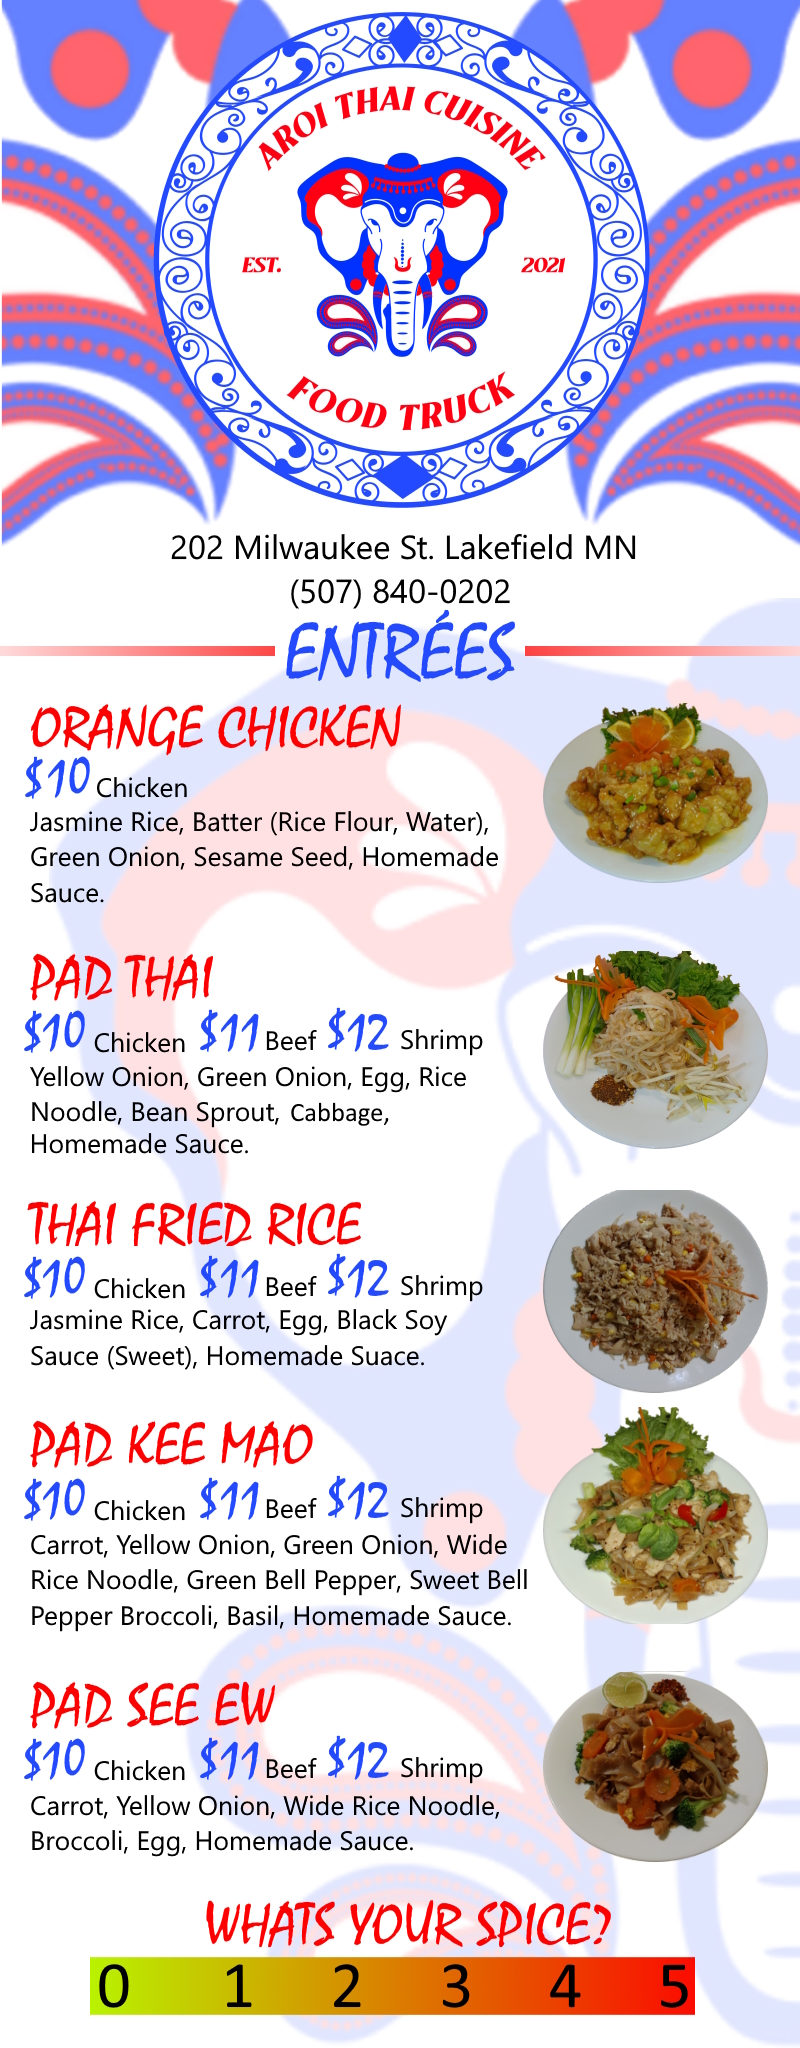 AROI THAI CUISINE
EST. 2021
FOOD TRUCK
202 Milwaukee St. Lakefield MN
(507) 840-0202
ENTRÉES
ORANGE CHICKEN
$10 Chicken
Jasmine Rice, Batter (Rice Flour, Water),
Green Onion, Sesame Seed, Homemade
Sauce.
PAD THAI
$10 Chicken $11 Beef $12 Shrimp
Yellow Onion, Green Onion, Egg, Rice
Noodle, Bean Sprout, Cabbage,
Homemade Sauce.
THAI FRIED RICE
$10 Chicken $11 Beef $12 Shrimp
Jasmine Rice, Carrot, Egg, Black Soy
Sauce (Sweet), Homemade Suace.
PAD KEE MAO
$10 Chicken $11 Beef $12 Shrimp
Carrot, Yellow Onion, Green Onion, Wide
Rice Noodle, Green Bell Pepper, Sweet Bell
Pepper Broccoli, Basil, Homemade Sauce.
PAD SEE EW
$10 Chicken $11 Beef $12 Shrimp
Carrot, Yellow Onion, Wide Rice Noodle,
Broccoli, Egg, Homemade Sauce.
WHATS YOUR SPICE?
0 1 2 3 4 5